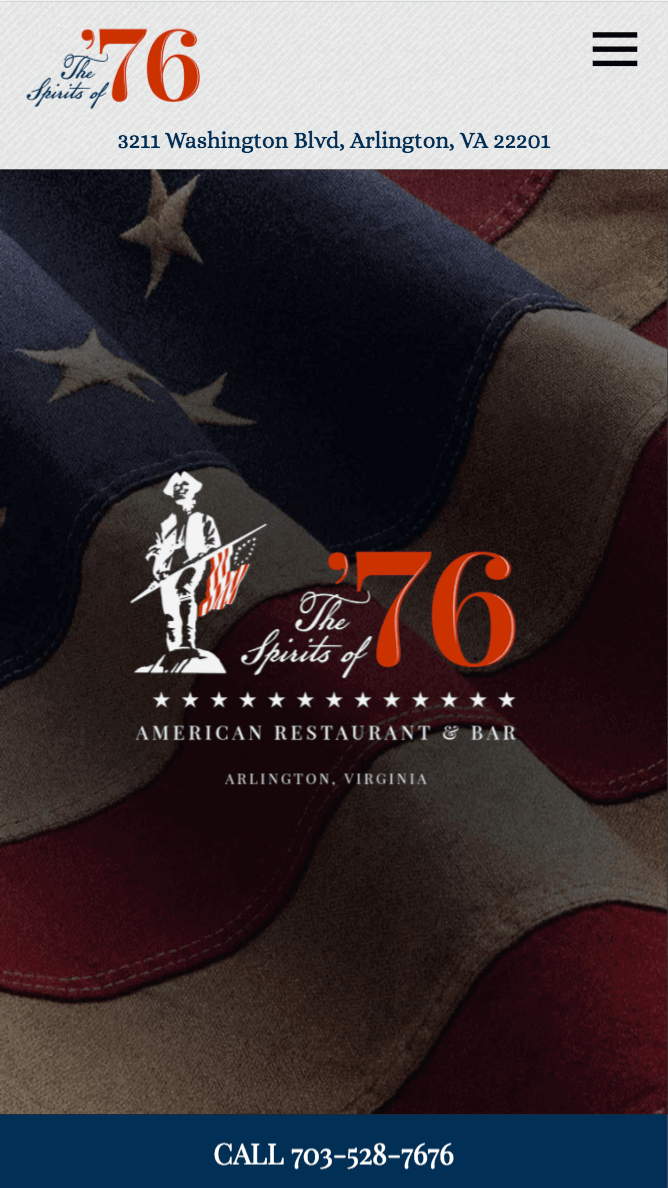 The Spirits of '76
3211 Washington Blvd, Arlington, VA 22201
The Spirits of '76
AMERICAN RESTAURANT & BAR
ARLINGTON, VIRGINIA
CALL 703-528-7676